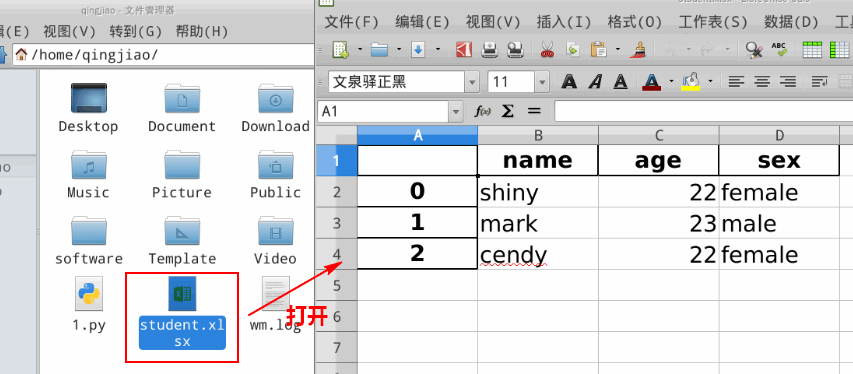 qingjiao - 文件管理器
(E) 视图(V) 转到(G) 帮助(H)
/home/qingjiao/
Desktop Document Download
Music Picture Public
software Template Video
1.py student.xlsx wm.log
打开
文件(F) 编辑(E) 视图(V) 插入(I) 格式(O) 工作表(S) 数据(D)
文泉驿正黑 11
A1
A B C D
1 name age sex
2 0 shiny 22 female
3 1 mark 23 male
4 2 cendy 22 female
5
6
7